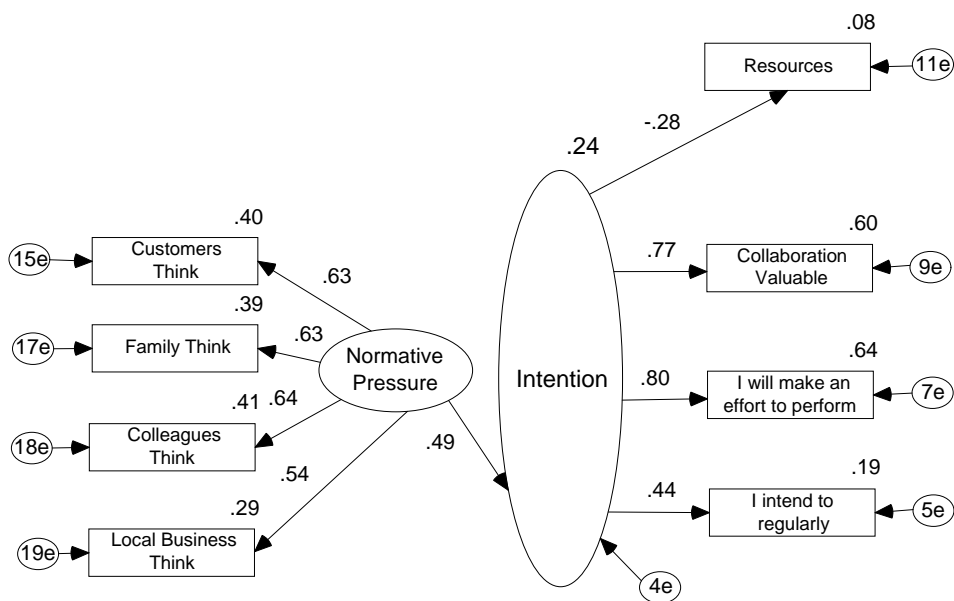 .08
Resources
11e
-.28
.24
.40
Customers
Think
15e
.63
.60
.77
Collaboration
Valuable
9e
.39
Family Think
17e
.63
Normative
Pressure
Intention
.64
.80
I will make an
effort to perform
7e
.41
.64
Colleagues
Think
18e
.49
.54
.19
.44
I intend to
regularly
5e
.29
Local Business
Think
19e
4e